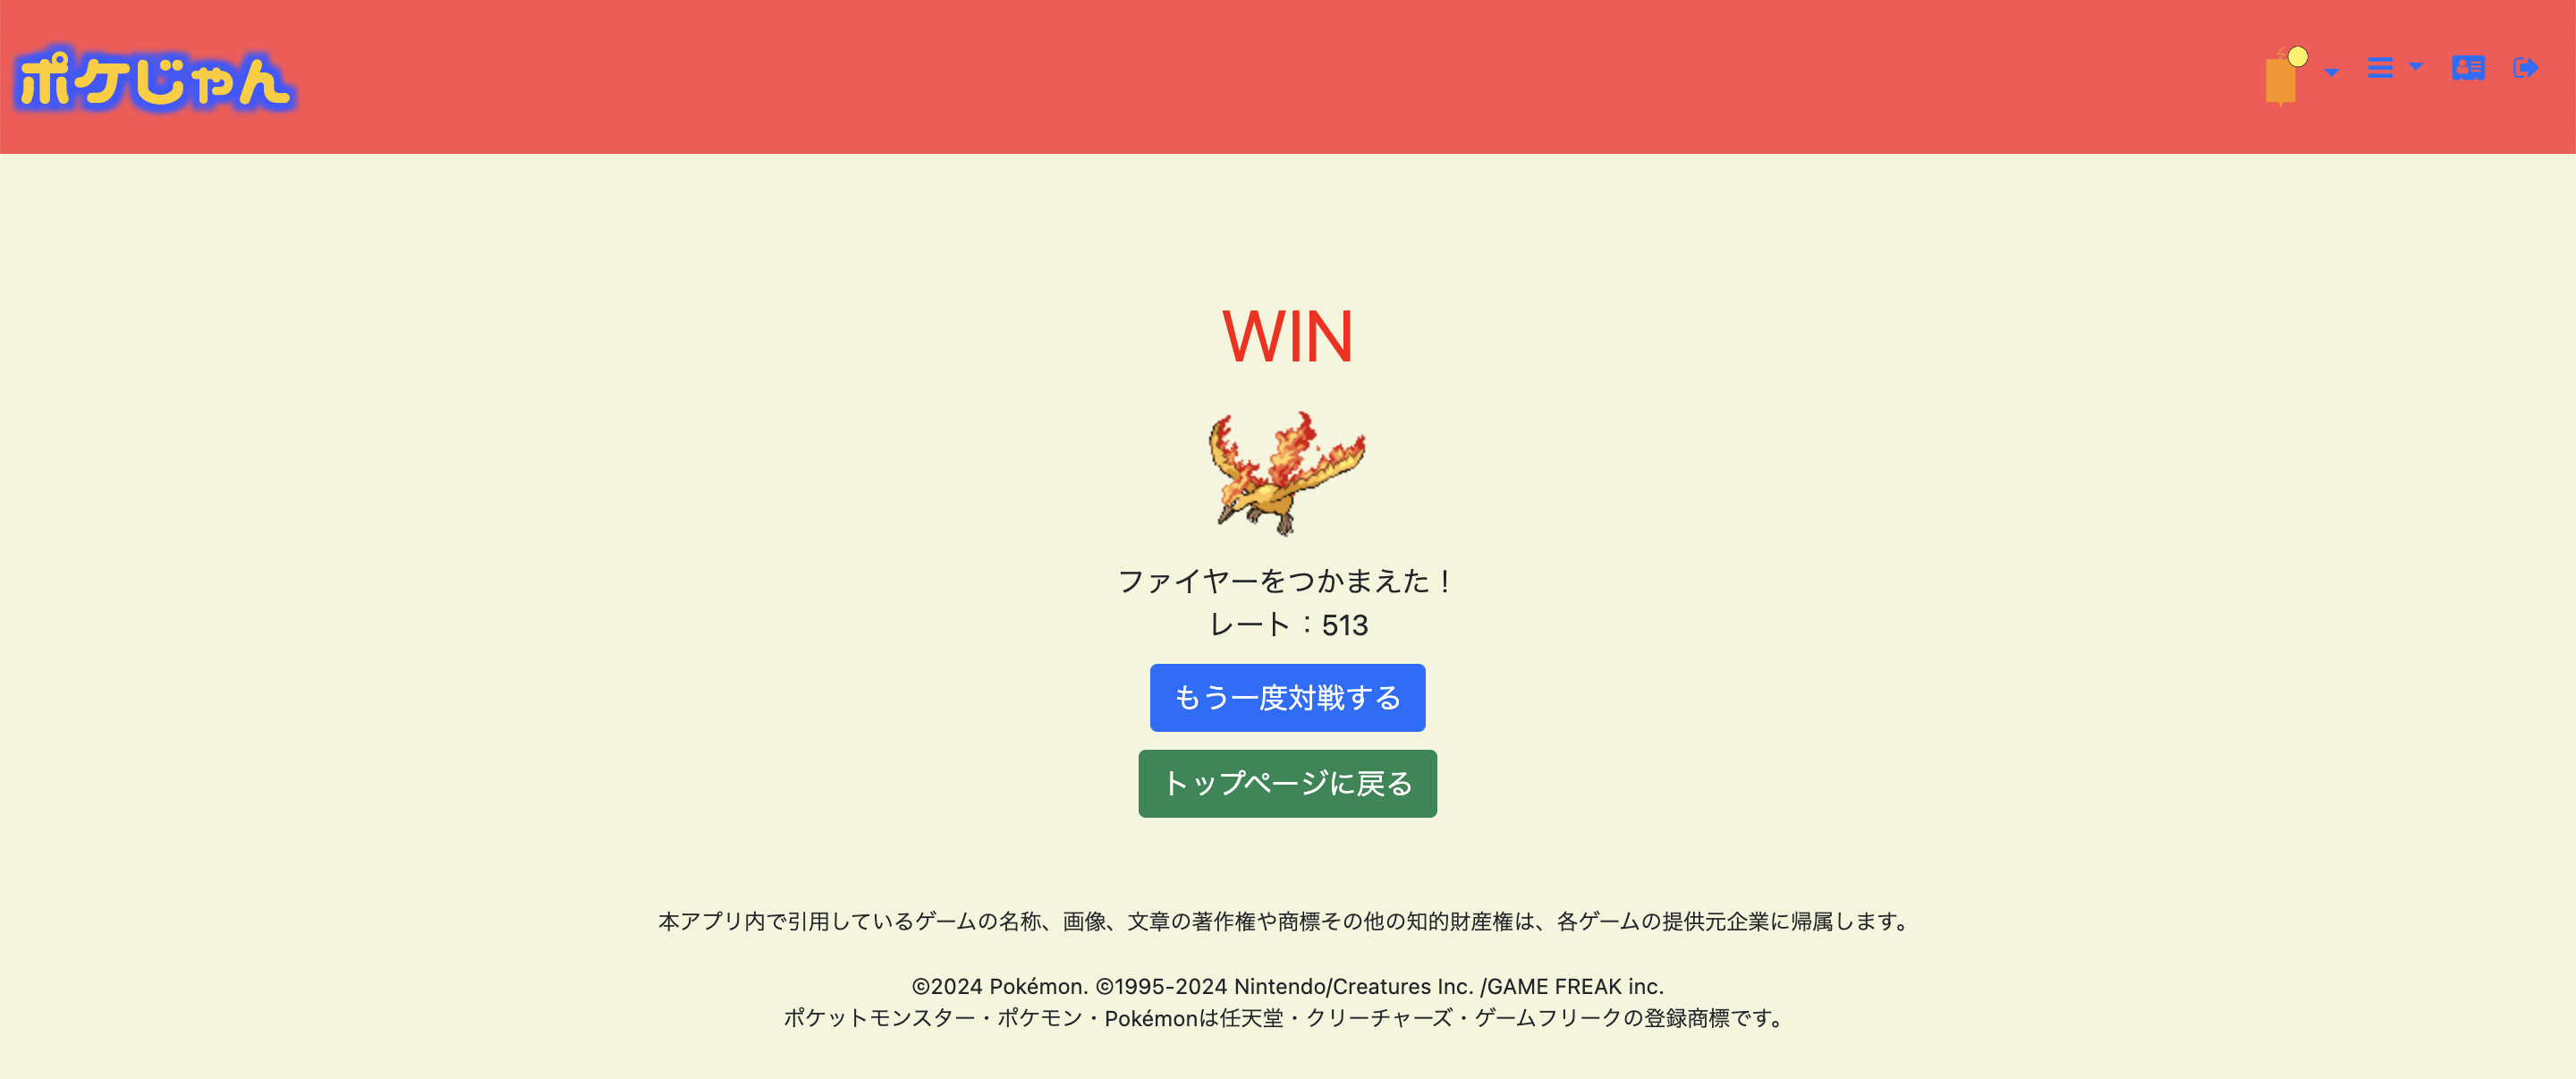 ポケじゃん
WIN
ファイヤーをつかまえた！
レート：513
もう一度対戦する
トップページに戻る
本アプリ内で引用しているゲームの名称、画像、文章の著作権や商標その他の知的財産権は、各ゲームの提供元企業に帰属します。
©2024 Pokémon. ©1995-2024 Nintendo/Creatures Inc. /GAME FREAK inc.
ポケットモンスター・ポケモン・Pokémonは任天堂・クリーチャーズ・ゲームフリークの登録商標です。